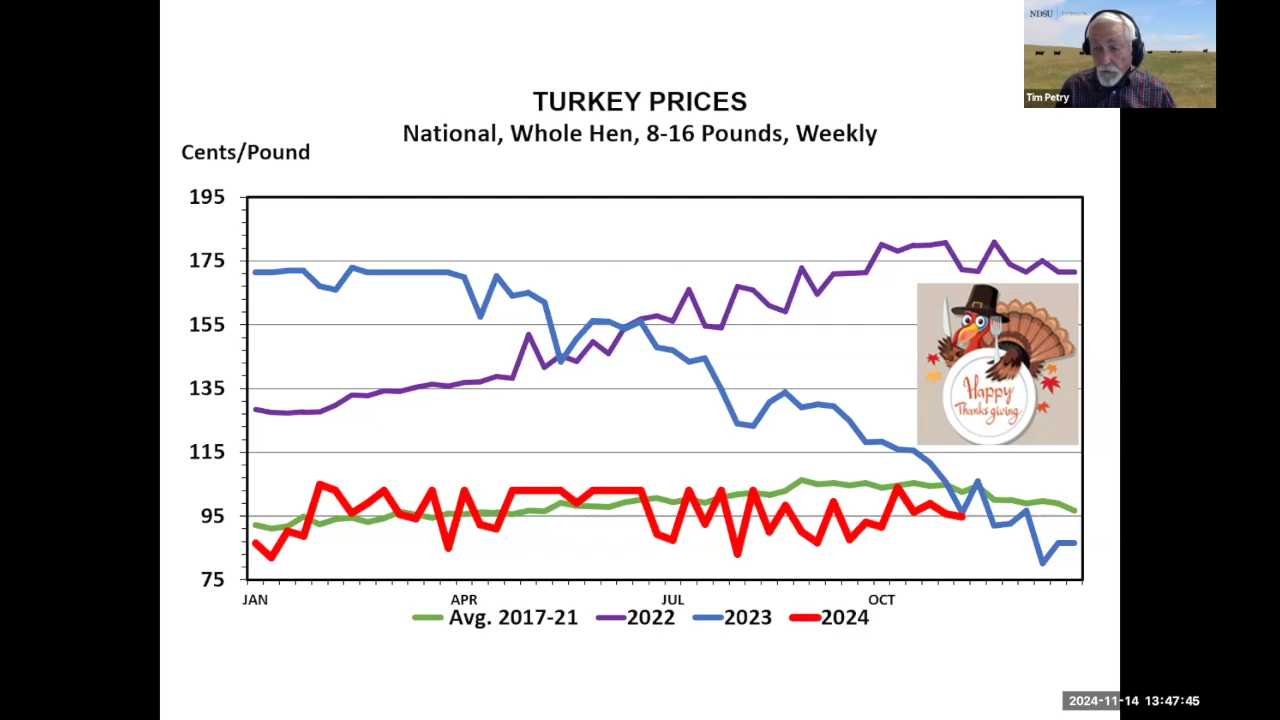 NDSU EXTENSION
Tim Petry
TURKEY PRICES
National, Whole Hen, 8-16 Pounds, Weekly
Cents/Pound
195
175
155
135
115
95
75
JAN APR JUL OCT
Happy
Thanksgiving
Avg. 2017-21 2022 2023 2024
2024-11-14 13:47:45